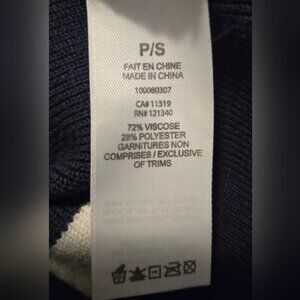 P/S
FAIT EN CHINE
MADE IN CHINA
100060307
CA# 11319
RN# 121340
72% VISCOSE
28% POLYESTER
GARNITURES NON
COMPRISES / EXCLUSIVE
OF TRIMS